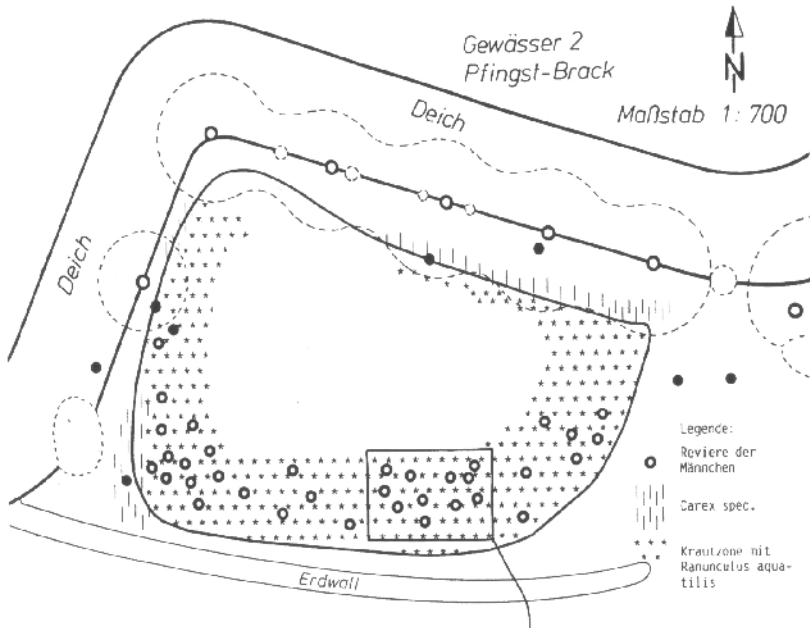 Gewässer 2
Pfingst-Brack
N
Maßstab 1:700
Deich
Deich
Legende:
Reviere der
Männchen
Carex spec.
Krautzone mit
Ranunculus aqua-
tilis
Erdwall